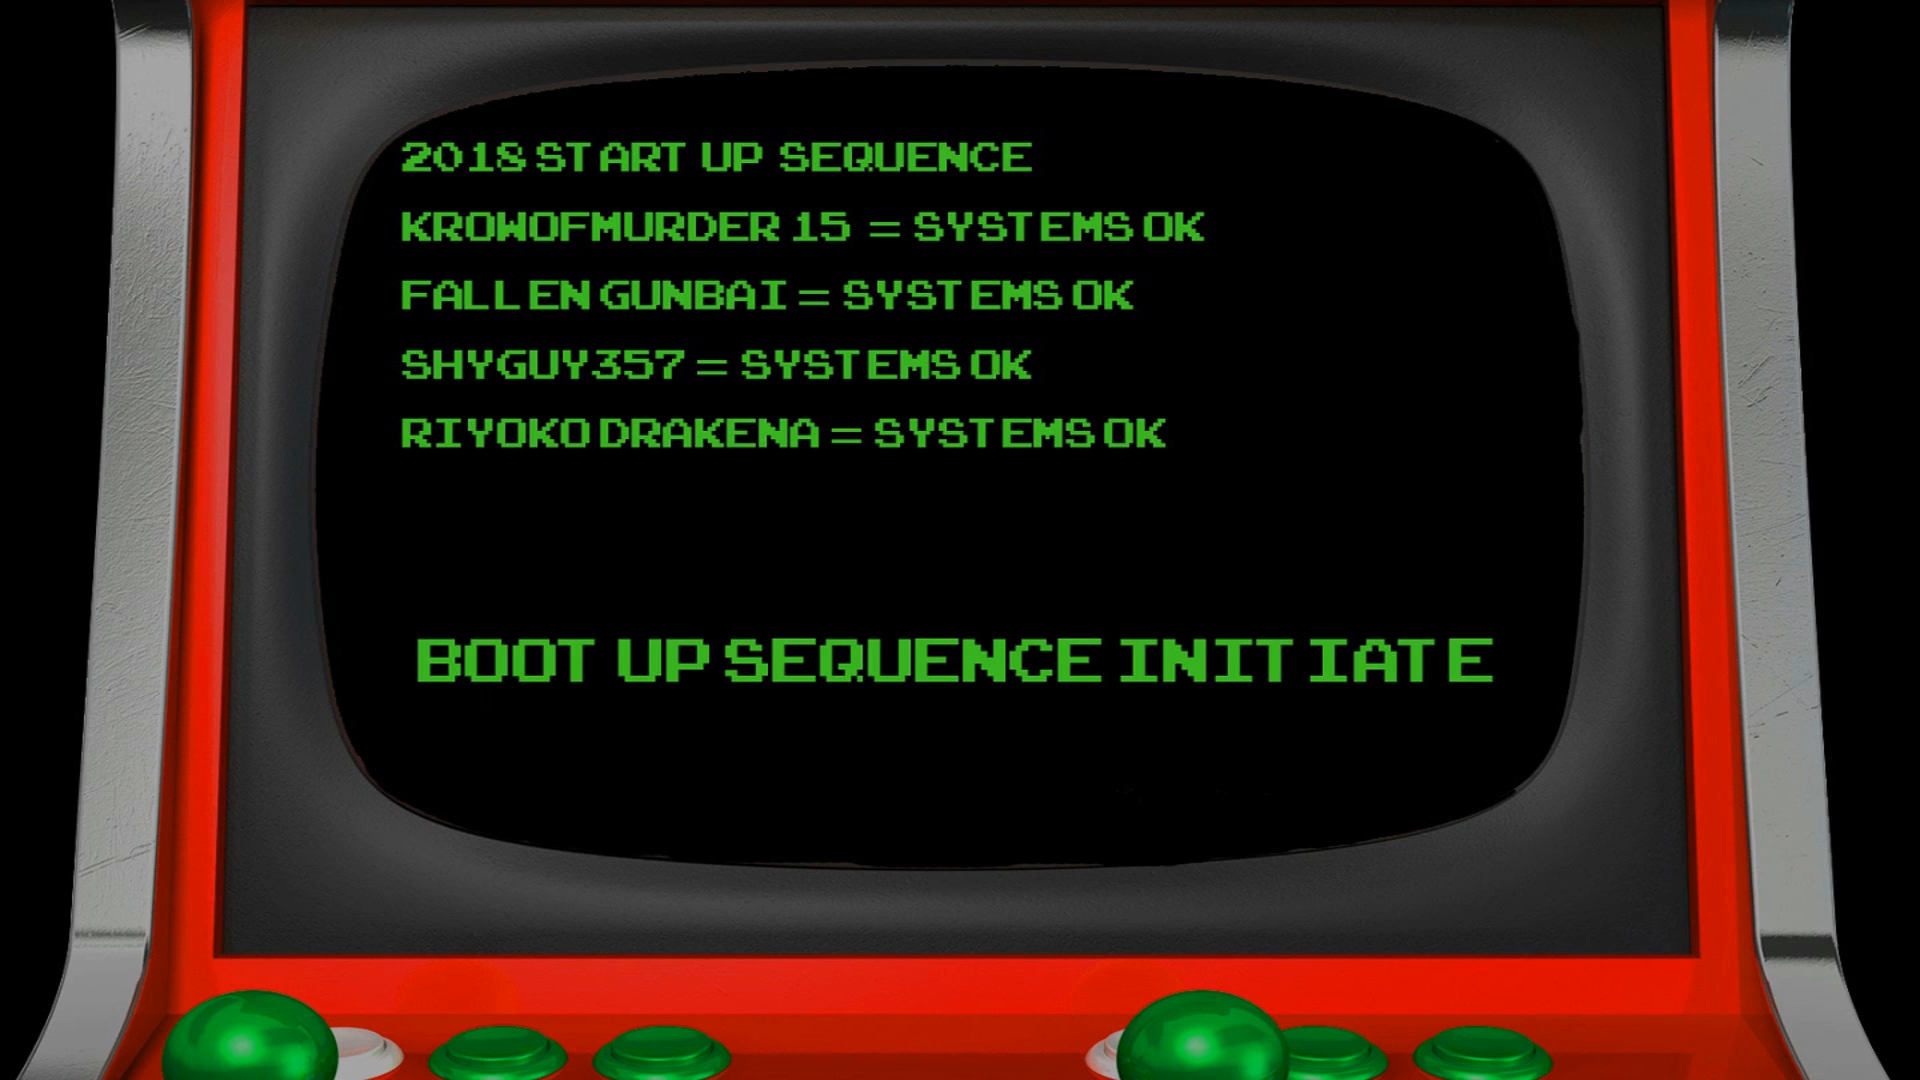 2018 START UP SEQUENCE
KROWOFMURDER 15 = SYSTEMS OK
FALLEN GUNBAI = SYSTEMS OK
SHYGUY357 = SYSTEMS OK
RIYOKO DRAKENA = SYSTEMS OK
BOOT UP SEQUENCE INITIATE